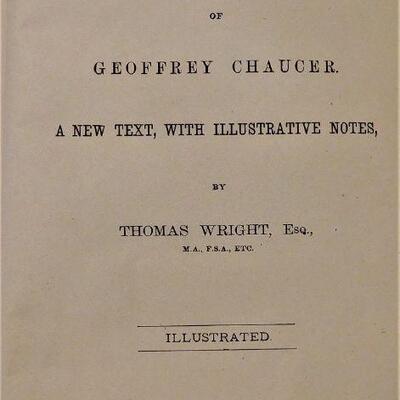 OF
GEOFFREY CHAUCER.
A NEW TEXT, WITH ILLUSTRATIVE NOTES,
BY
THOMAS WRIGHT, Esq.,
M.A., F.S.A., ETC.
ILLUSTRATED.